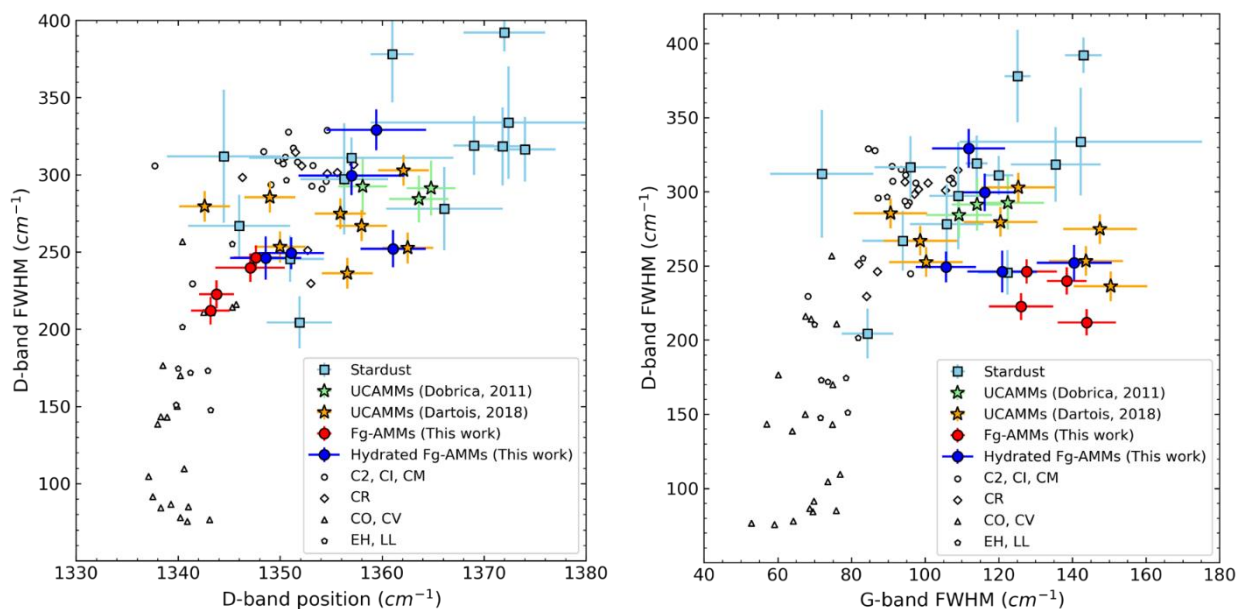 400
350
300
250
200
150
100
D-band FWHM (cm⁻¹)
1330 1340 1350 1360 1370 1380
D-band position (cm⁻¹)
Stardust
UCAMMs (Dobrica, 2011)
UCAMMs (Dartois, 2018)
Fg-AMMs (This work)
Hydrated Fg-AMMs (This work)
C2, CI, CM
CR
CO, CV
EH, LL
400
350
300
250
200
150
100
D-band FWHM (cm⁻¹)
40 60 80 100 120 140 160 180
G-band FWHM (cm⁻¹)
Stardust
UCAMMs (Dobrica, 2011)
UCAMMs (Dartois, 2018)
Fg-AMMs (This work)
Hydrated Fg-AMMs (This work)
C2, CI, CM
CR
CO, CV
EH, LL